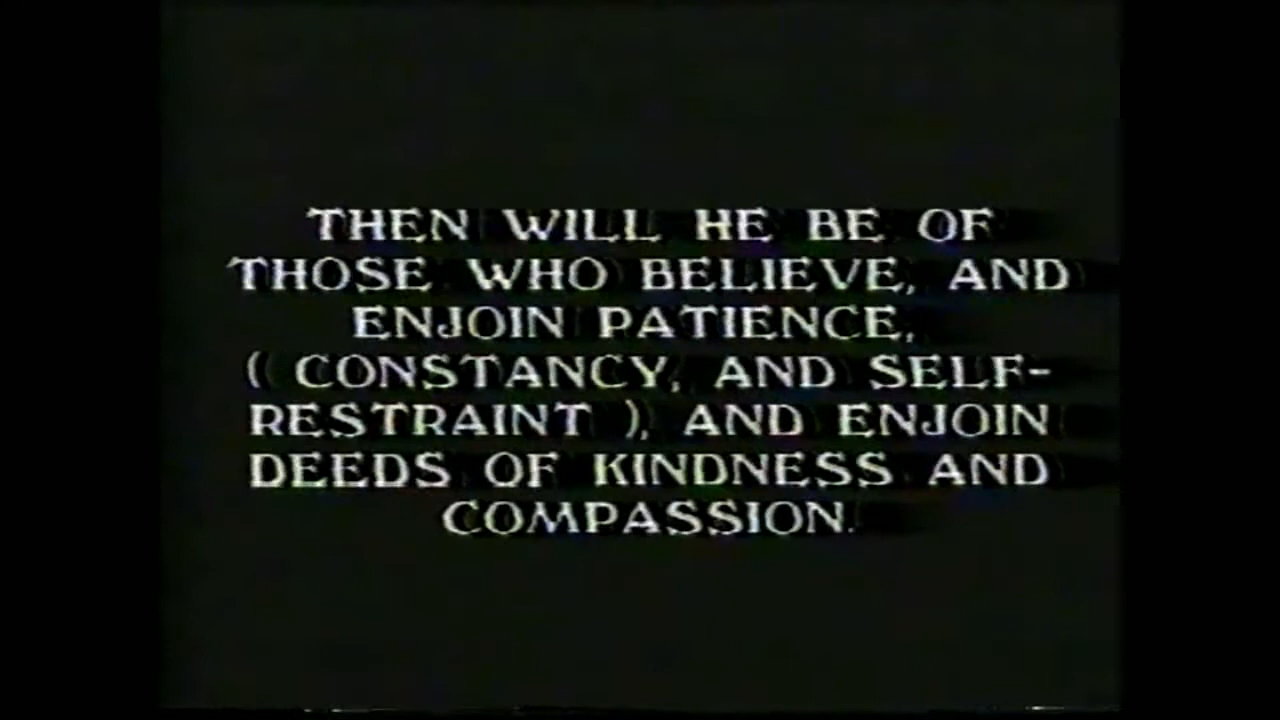 THEN WILL HE BE OF
THOSE WHO BELIEVE, AND
ENJOIN PATIENCE,
( CONSTANCY, AND SELF-
RESTRAINT ), AND ENJOIN
DEEDS OF KINDNESS AND
COMPASSION.